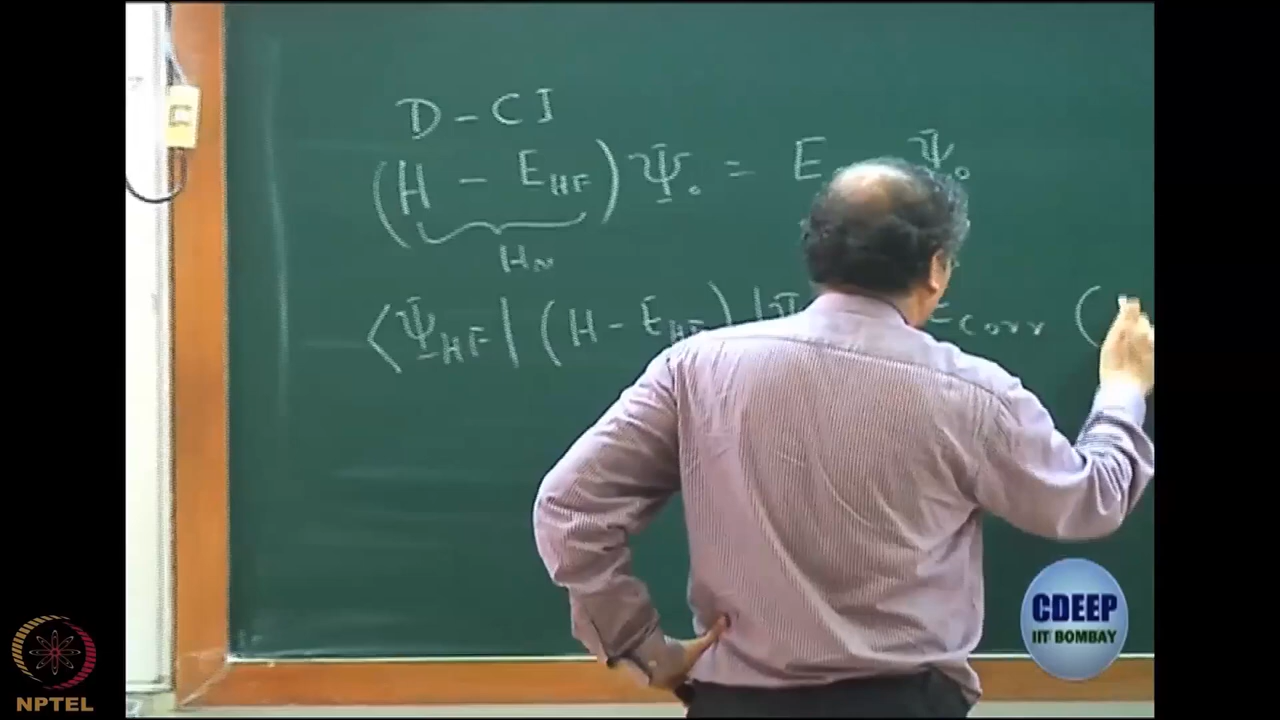 D - CI
(H - E_HF) Ψ₀ = E Ψ₀
H_N
⟨Ψ_HF| (H - E_HF) |Ψ E_corr (
CDEEP
IIT BOMBAY
NPTEL